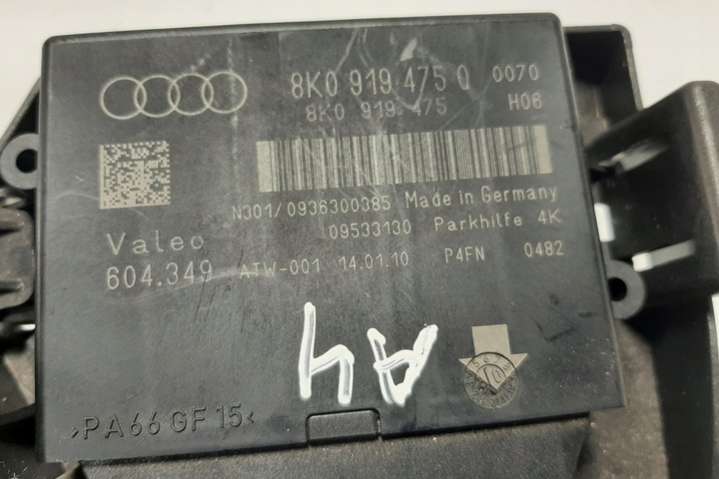 8K0 919 475 Q 0070
8K0 919 475 H06
N301/0936300385 Made in Germany
09533130 Parkhilfe 4K
Valeo
604.349 ATW-001 14.01.10 P4FN 0482
A4
>PA66 GF15<